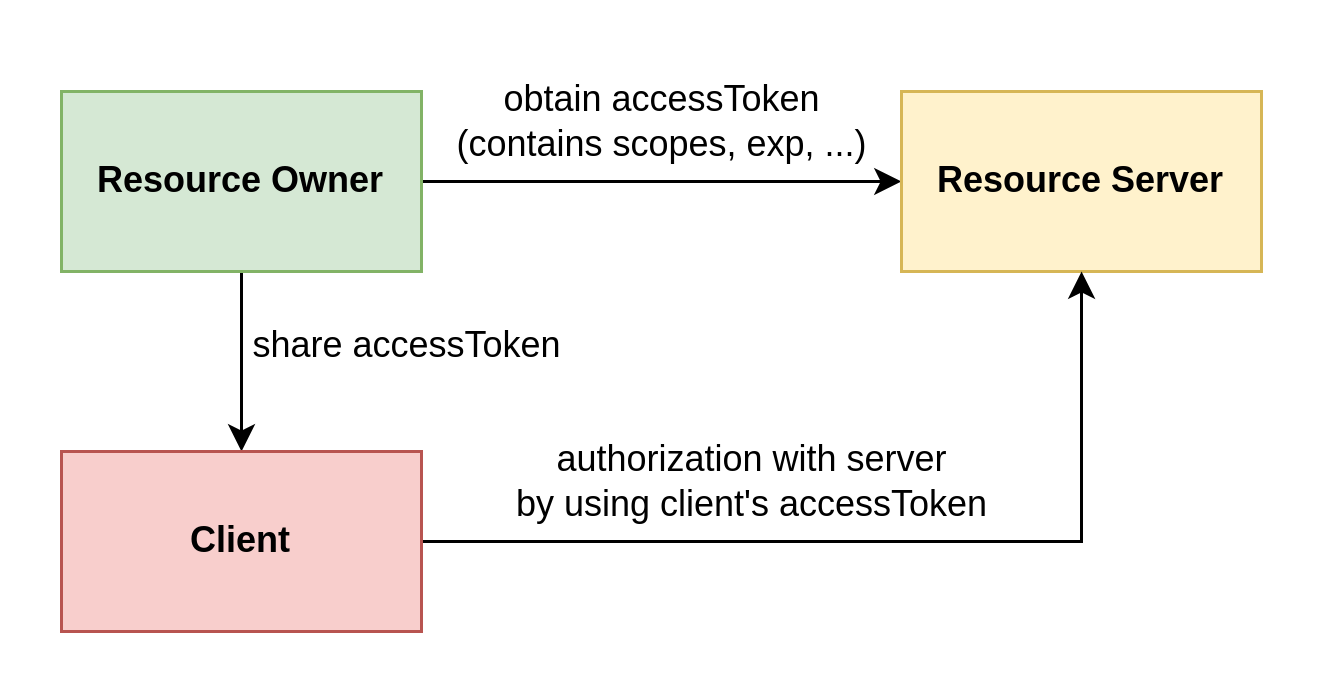 obtain accessToken
(contains scopes, exp, ...)
Resource Owner
Resource Server
share accessToken
authorization with server
by using client's accessToken
Client